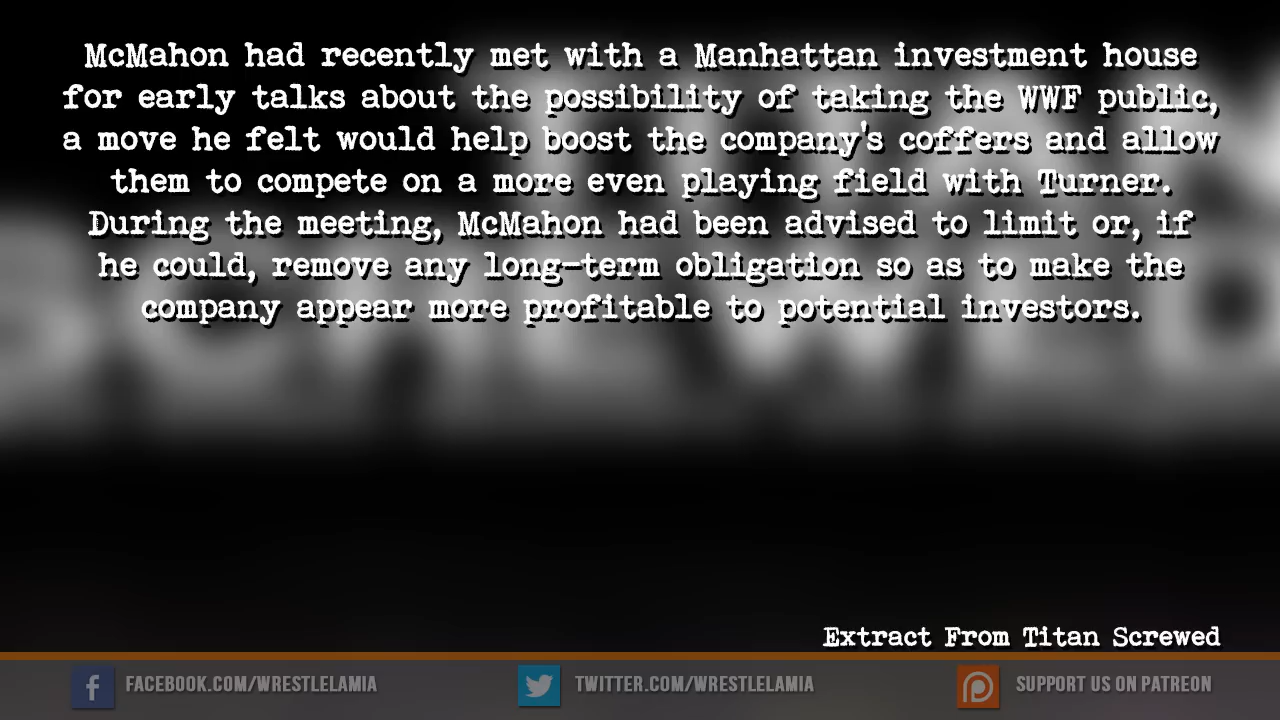 McMahon had recently met with a Manhattan investment house
for early talks about the possibility of taking the WWF public,
a move he felt would help boost the company's coffers and allow
them to compete on a more even playing field with Turner.
During the meeting, McMahon had been advised to limit or, if
he could, remove any long-term obligation so as to make the
company appear more profitable to potential investors.
Extract From Titan Screwed
FACEBOOK.COM/WRESTLELAMIA
TWITTER.COM/WRESTLELAMIA
SUPPORT US ON PATREON